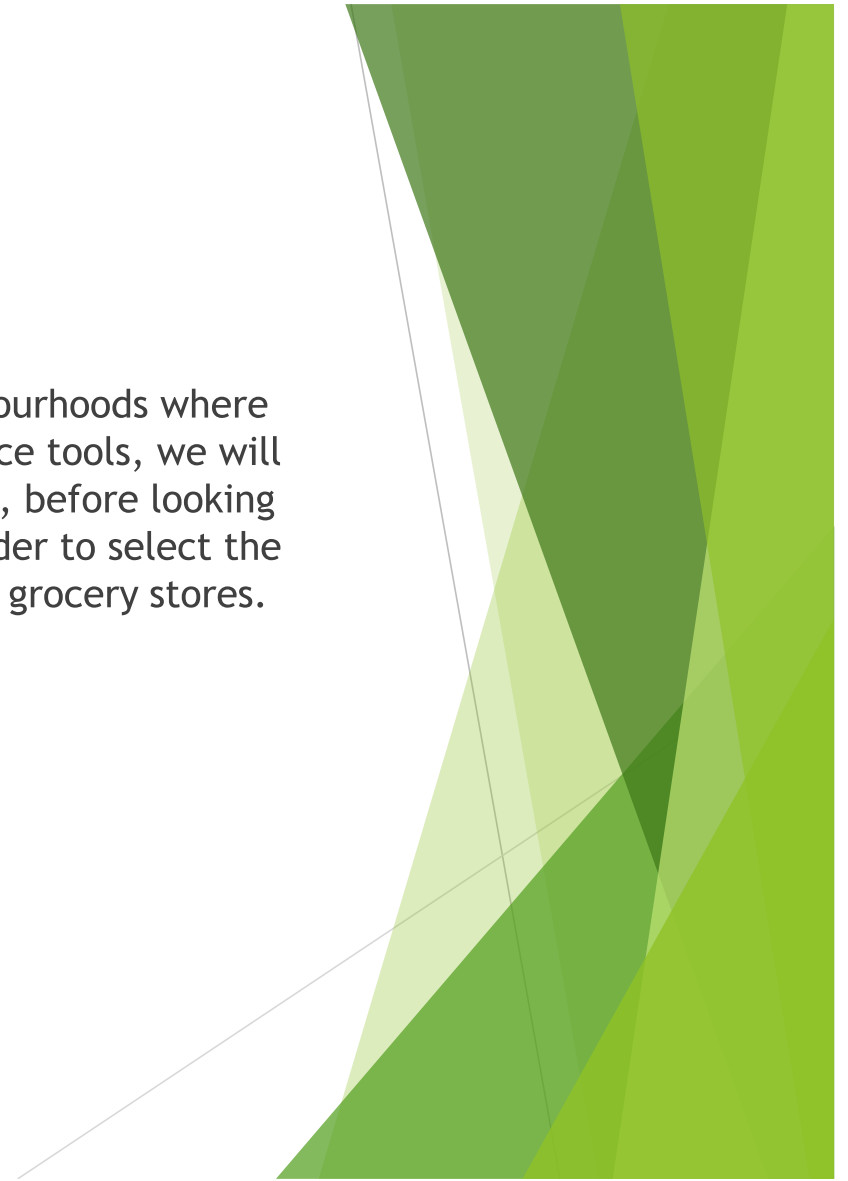 ourhoods where
ce tools, we will
, before looking
der to select the
grocery stores.